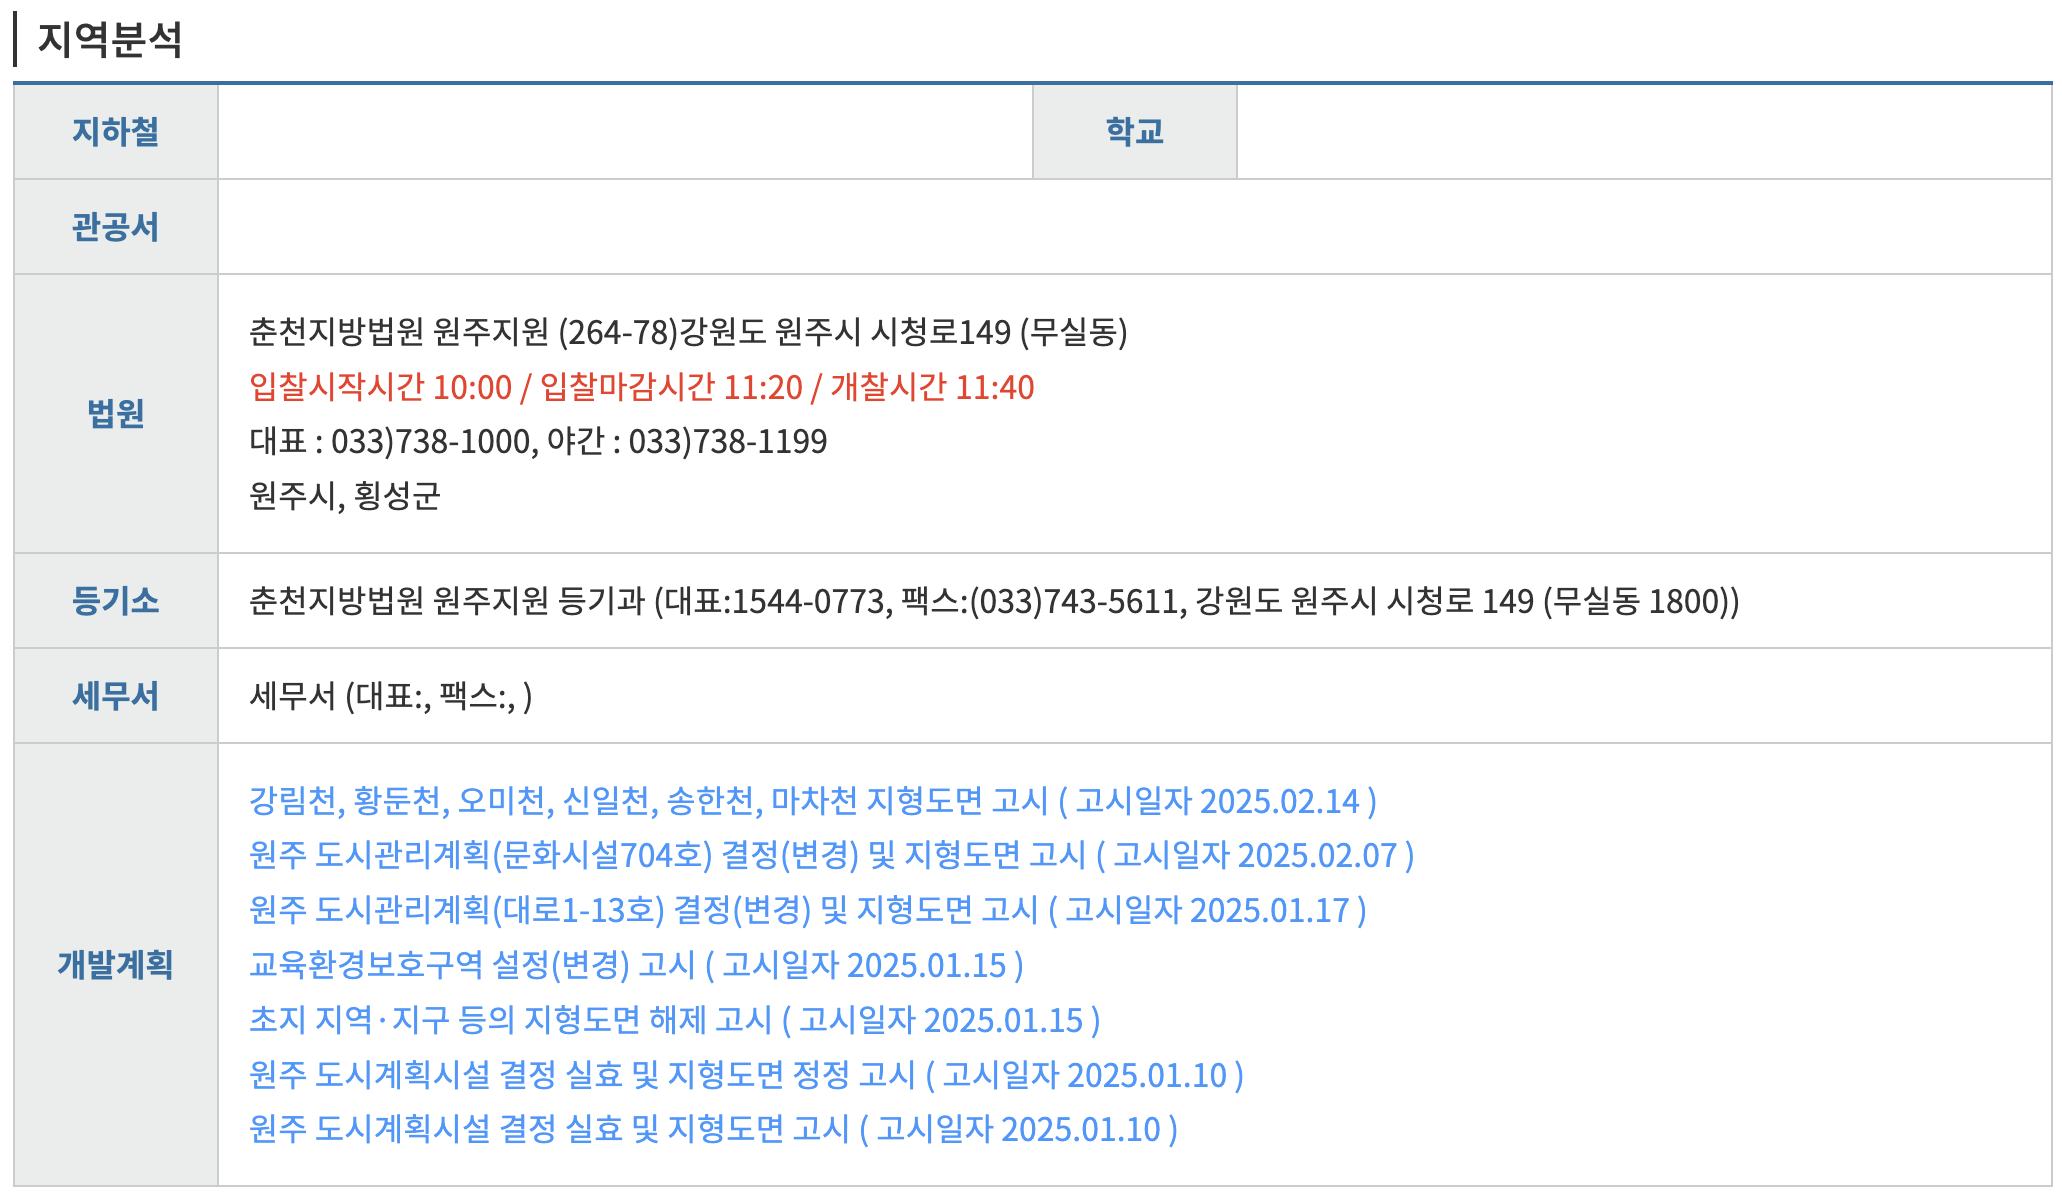 지역분석
지하철
학교
관공서
법원
춘천지방법원 원주지원 (264-78)강원도 원주시 시청로149 (무실동)
입찰시작시간 10:00 / 입찰마감시간 11:20 / 개찰시간 11:40
대표 : 033)738-1000, 야간 : 033)738-1199
원주시, 횡성군
등기소
춘천지방법원 원주지원 등기과 (대표:1544-0773, 팩스:(033)743-5611, 강원도 원주시 시청로 149 (무실동 1800))
세무서
세무서 (대표:, 팩스:, )
개발계획
강림천, 황둔천, 오미천, 신일천, 송한천, 마차천 지형도면 고시 ( 고시일자 2025.02.14 )
원주 도시관리계획(문화시설704호) 결정(변경) 및 지형도면 고시 ( 고시일자 2025.02.07 )
원주 도시관리계획(대로1-13호) 결정(변경) 및 지형도면 고시 ( 고시일자 2025.01.17 )
교육환경보호구역 설정(변경) 고시 ( 고시일자 2025.01.15 )
초지 지역·지구 등의 지형도면 해제 고시 ( 고시일자 2025.01.15 )
원주 도시계획시설 결정 실효 및 지형도면 정정 고시 ( 고시일자 2025.01.10 )
원주 도시계획시설 결정 실효 및 지형도면 고시 ( 고시일자 2025.01.10 )